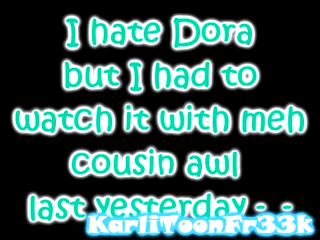 I hate Dora
but I had to
watch it with meh
cousin awl
last yesterday -_-
KarliToonFr33k